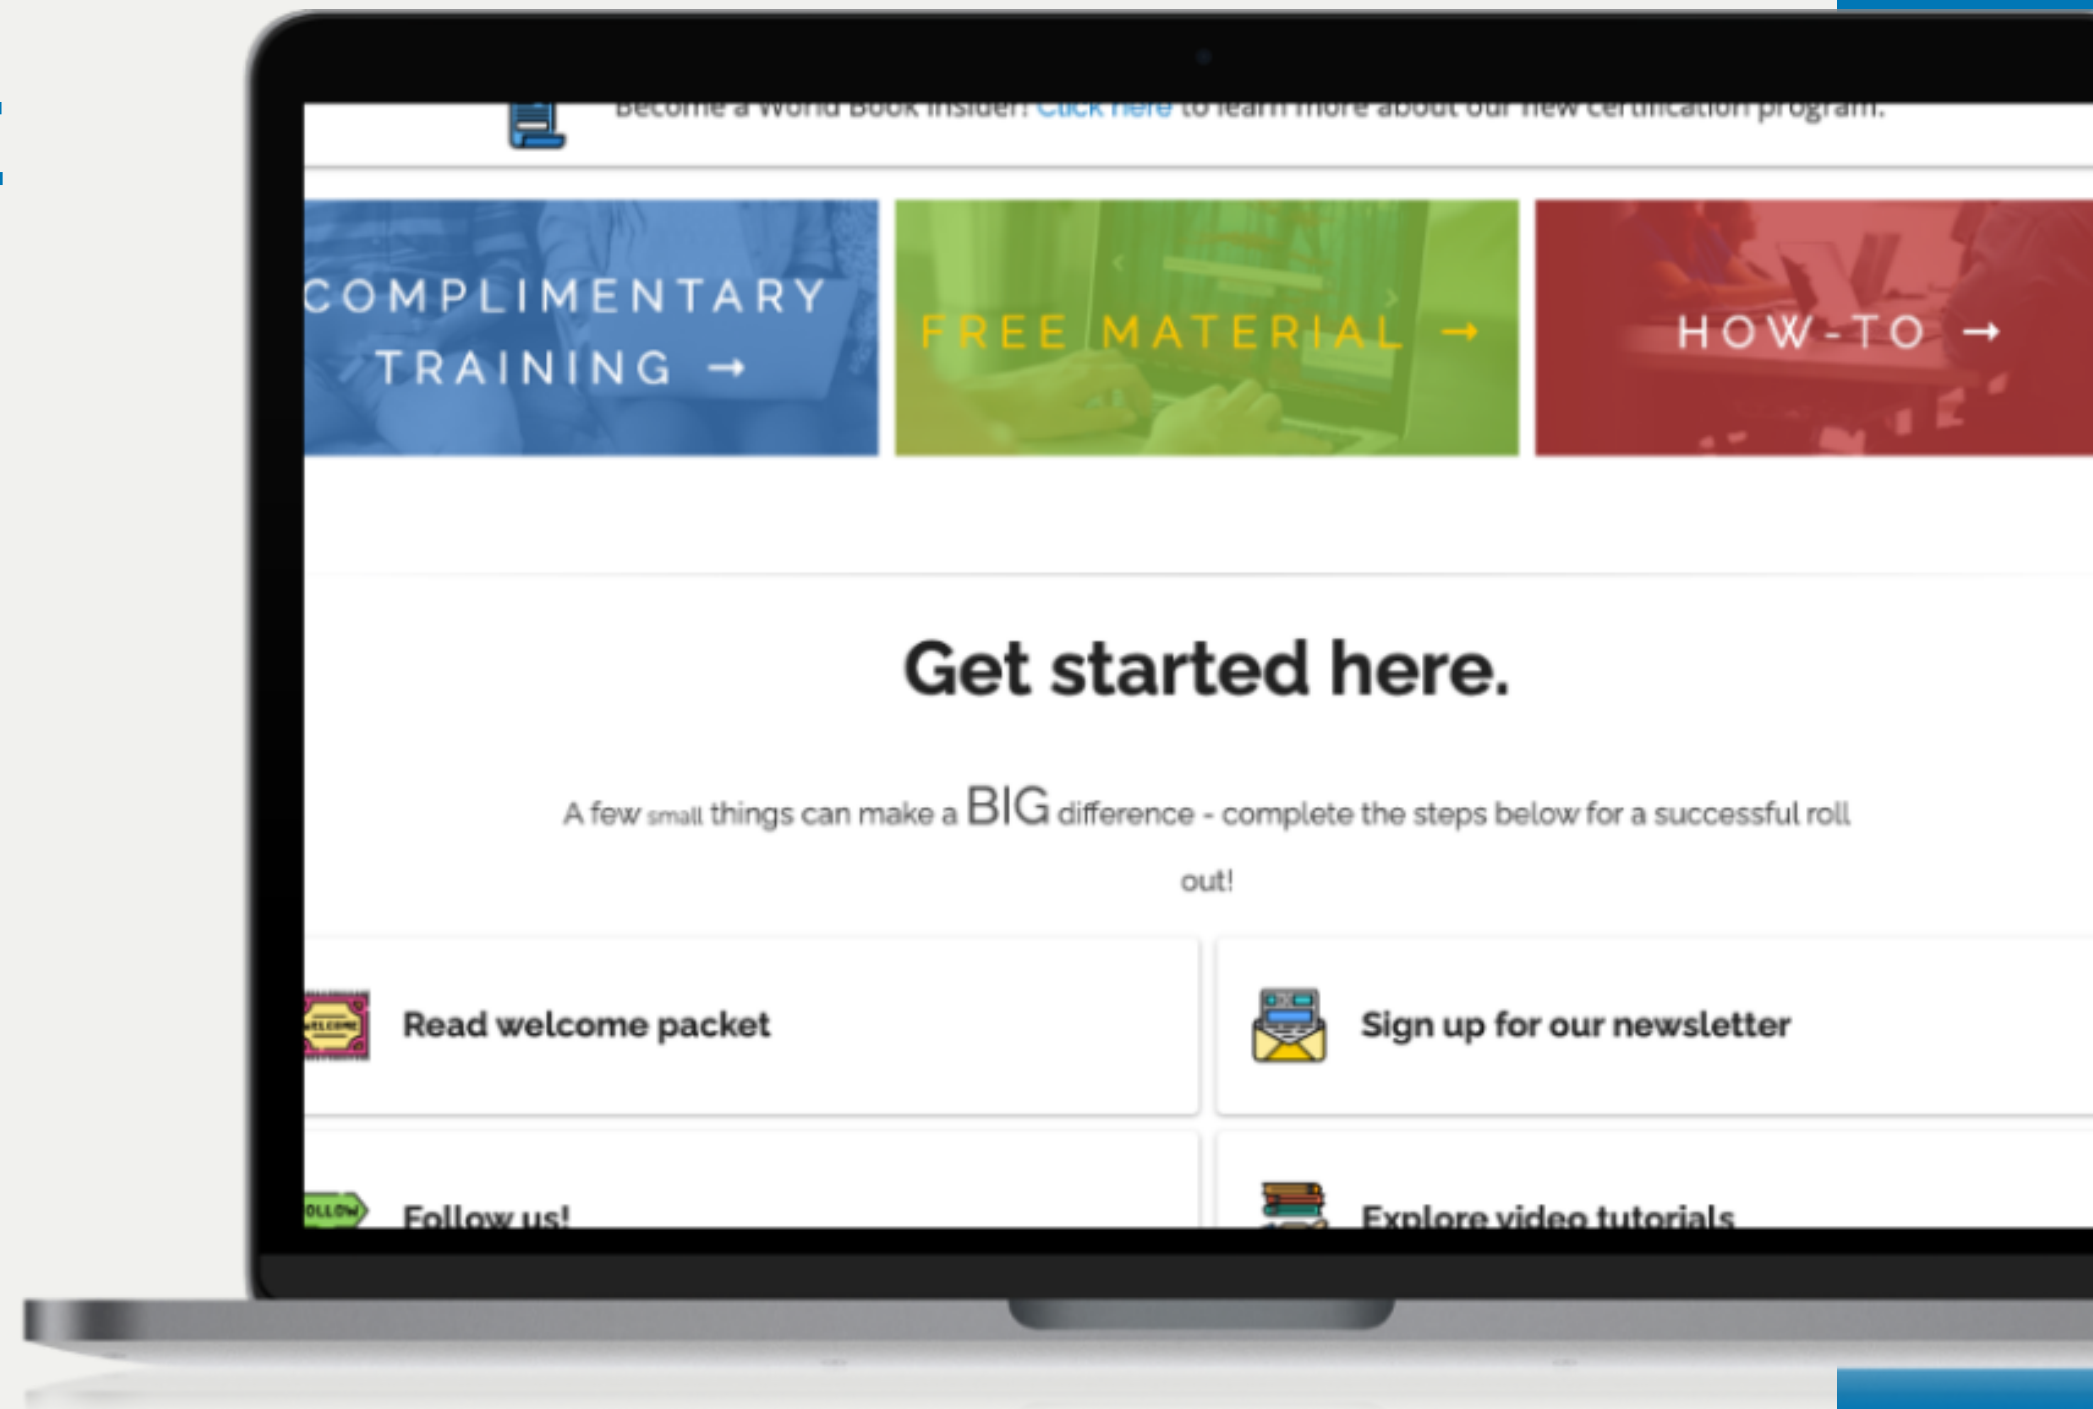 Become a World Book Insider! Click here to learn more about our new certification program.
COMPLIMENTARY
TRAINING →
FREE MATERIAL →
HOW-TO →
Get started here.
A few small things can make a BIG difference - complete the steps below for a successful roll
out!
WELCOME
Read welcome packet
Sign up for our newsletter
FOLLOW
Follow us!
Explore video tutorials